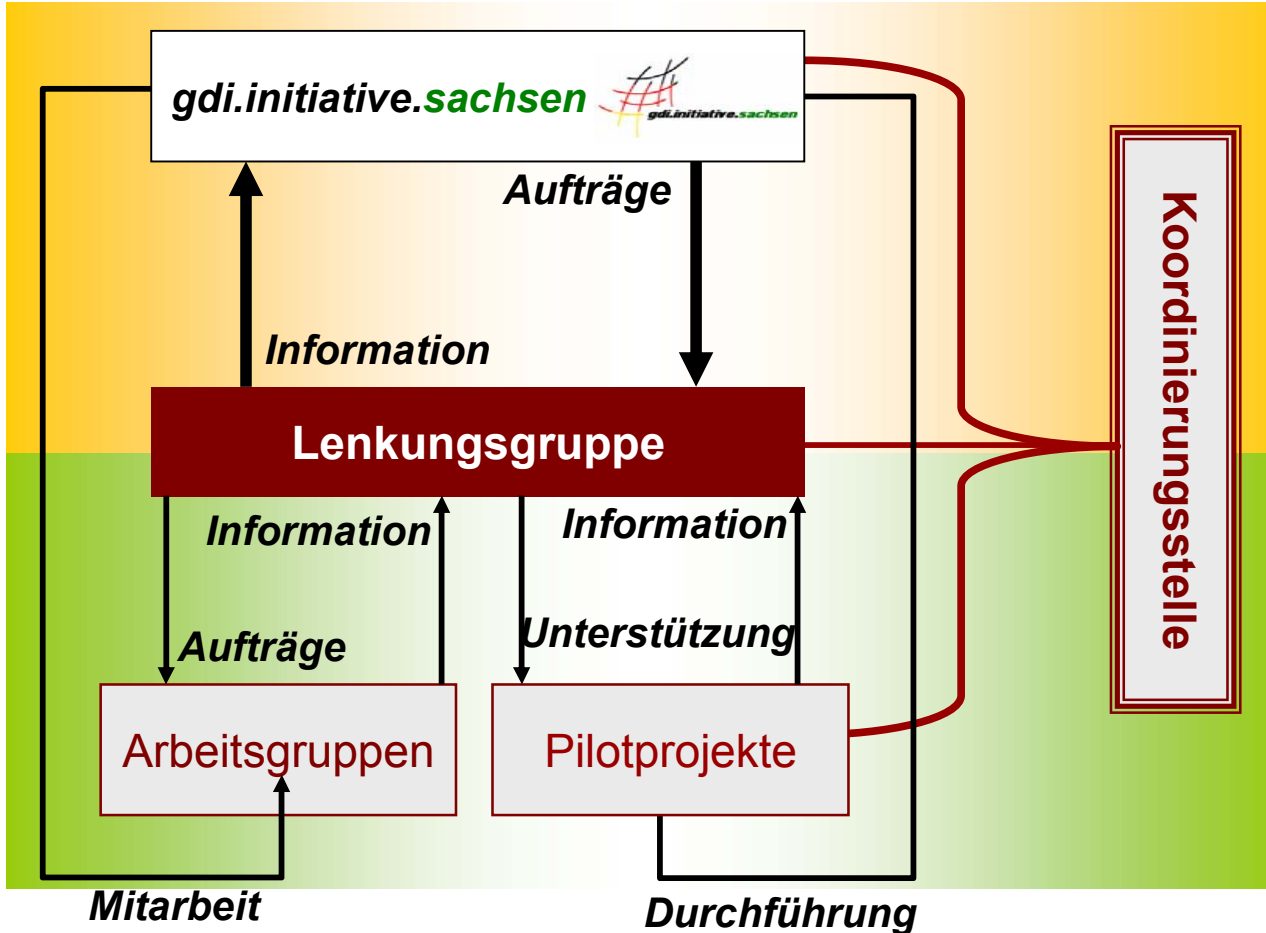 gdi.initiative.sachsen
gdi.initiative.sachsen
Aufträge
Information
Lenkungsgruppe
Information
Information
Aufträge
Unterstützung
Arbeitsgruppen
Pilotprojekte
Mitarbeit
Durchführung
Koordinierungsstelle